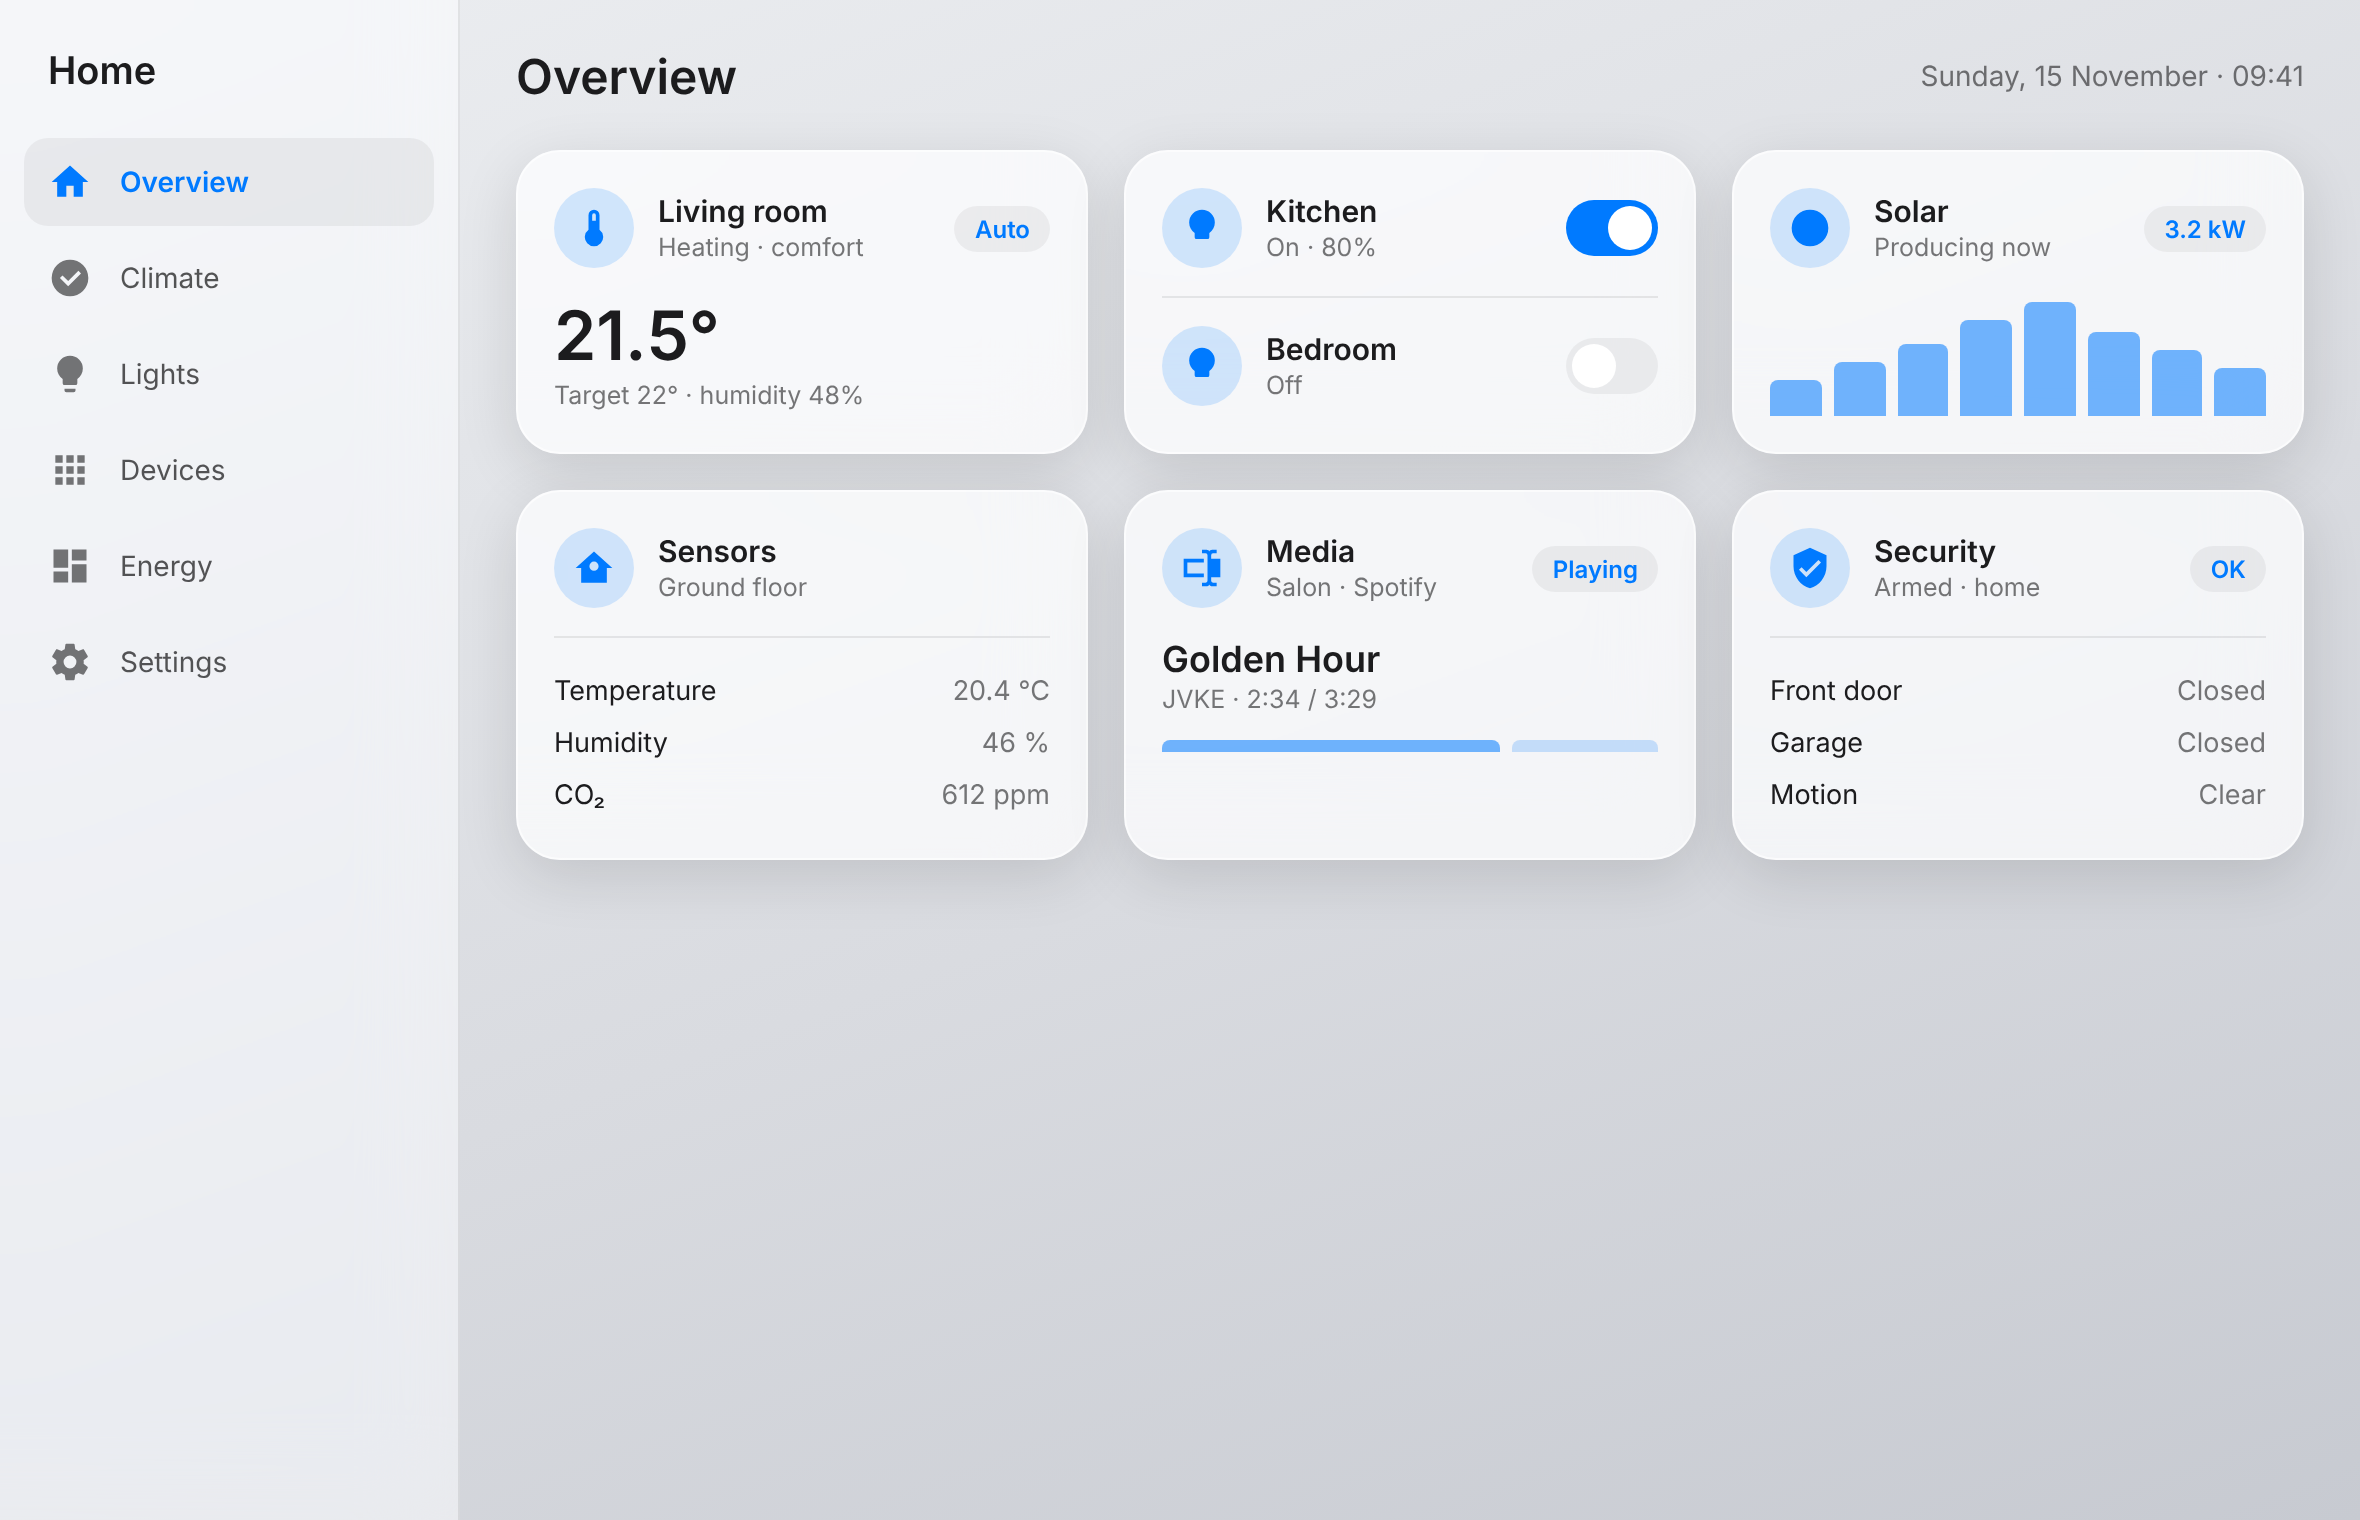 Home
Overview
Climate
Lights
Devices
Energy
Settings
Overview
Sunday, 15 November · 09:41
Living room
Heating · comfort
Auto
21.5°
Target 22° · humidity 48%
Kitchen
On · 80%
Bedroom
Off
Solar
Producing now
3.2 kW
Sensors
Ground floor
Temperature 20.4 °C
Humidity 46 %
CO₂ 612 ppm
Media
Salon · Spotify
Playing
Golden Hour
JVKE · 2:34 / 3:29
Security
Armed · home
OK
Front door Closed
Garage Closed
Motion Clear